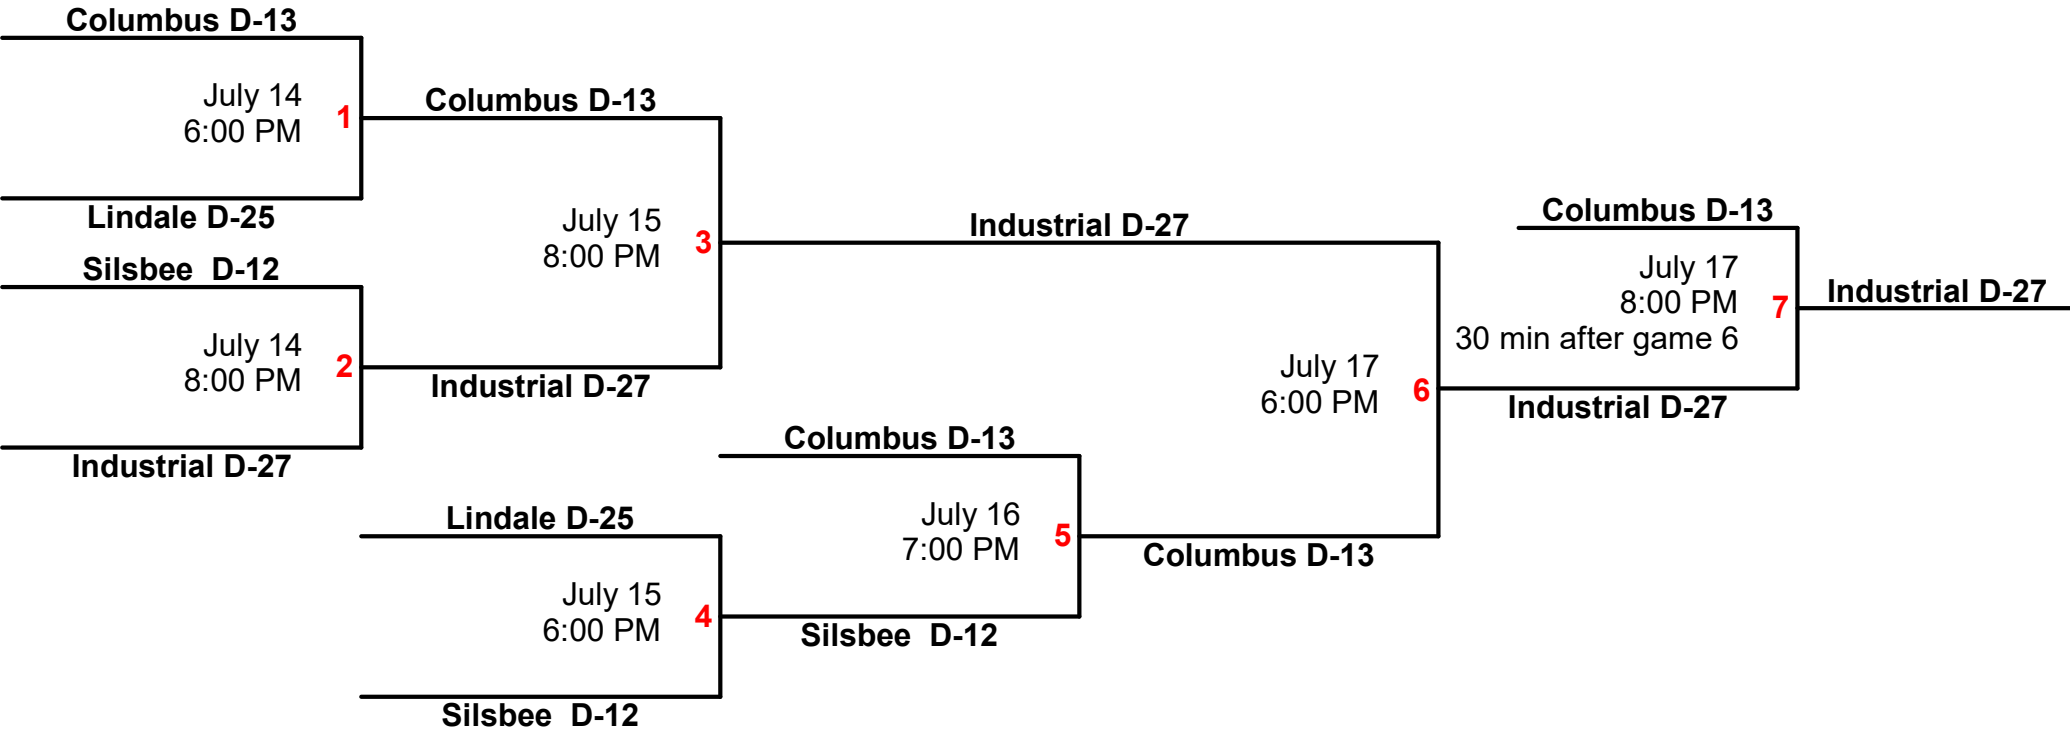 Columbus D-13
July 14
6:00 PM
1
Lindale D-25
Columbus D-13
Silsbee  D-12
July 14
8:00 PM
2
Industrial D-27
July 15
8:00 PM
3
Industrial D-27
Industrial D-27
Lindale D-25
July 15
6:00 PM
4
Silsbee  D-12
Columbus D-13
July 16
7:00 PM
5
Silsbee  D-12
July 17
6:00 PM
6
Columbus D-13
Columbus D-13
July 17
8:00 PM
30 min after game 6
7
Industrial D-27
Industrial D-27